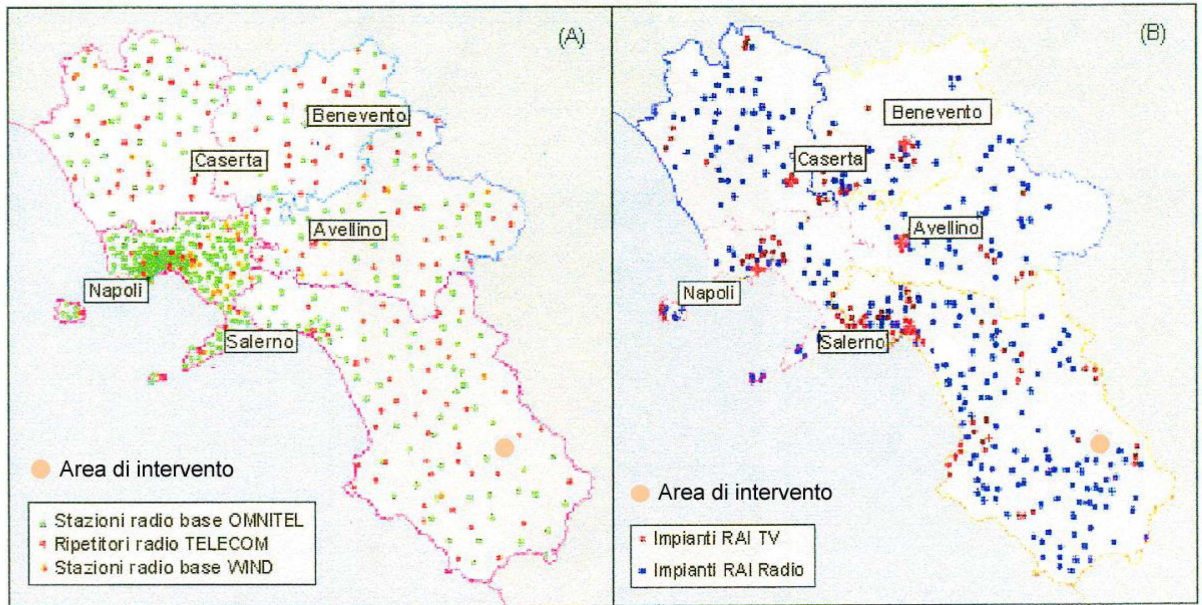 (A)
Benevento
Caserta
Avellino
Napoli
Salerno
Area di intervento
Stazioni radio base OMNITEL
Ripetitori radio TELECOM
Stazioni radio base WIND
(B)
Benevento
Caserta
Avellino
Napoli
Salerno
Area di intervento
Impianti RAI TV
Impianti RAI Radio